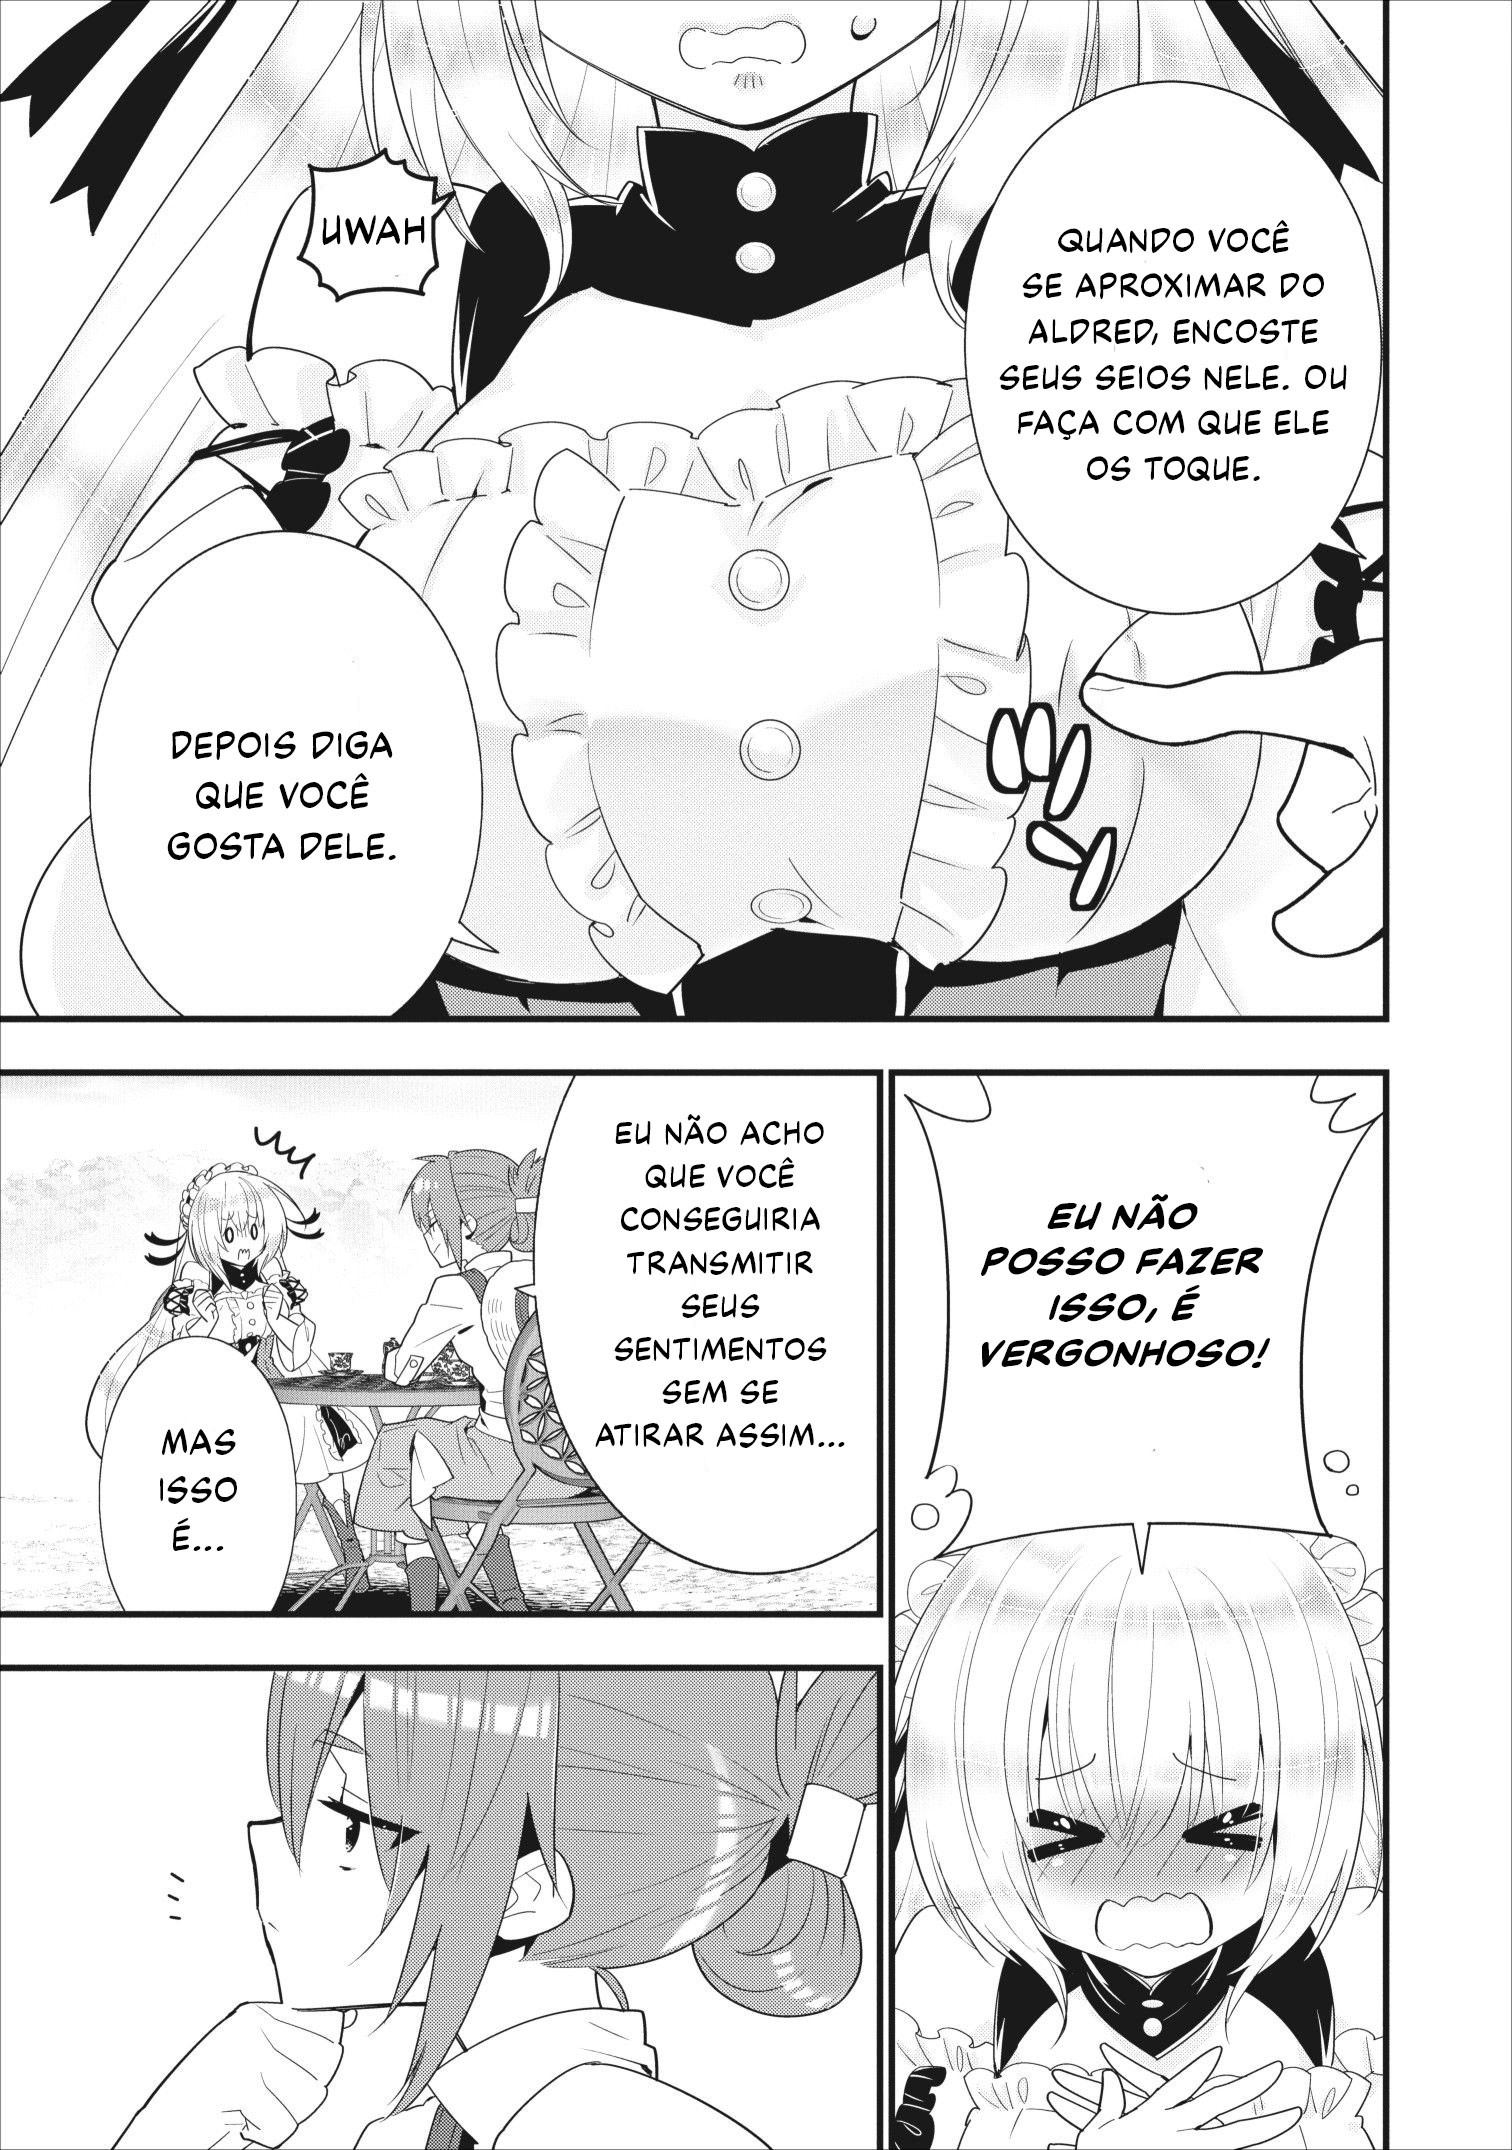 QUANDO VOCÊ
SE APROXIMAR DO
ALDRED, ENCOSTE
SEUS SEIOS NELE. OU
FAÇA COM QUE ELE
OS TOQUE.
UWAH
DEPOIS DIGA
QUE VOCÊ
GOSTA DELE.
EU NÃO
POSSO FAZER
ISSO, É
VERGONHOSO!
EU NÃO ACHO
QUE VOCÊ
CONSEGUIRIA
TRANSMITIR
SEUS
SENTIMENTOS
SEM SE
ATIRAR ASSIM...
MAS
ISSO
É...